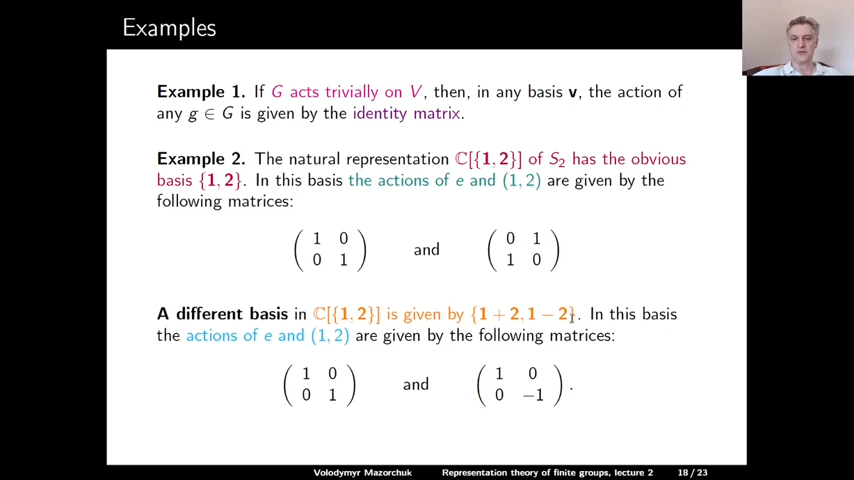 Examples
Example 1. If G acts trivially on V, then, in any basis v, the action of
any g ∈ G is given by the identity matrix.
Example 2. The natural representation ℂ[{1, 2}] of S₂ has the obvious
basis {1, 2}. In this basis the actions of e and (1, 2) are given by the
following matrices:
( 1 0 ) and ( 0 1 )
( 0 1 ) ( 1 0 )
A different basis in ℂ[{1, 2}] is given by {1 + 2, 1 − 2}. In this basis
the actions of e and (1, 2) are given by the following matrices:
( 1 0 ) and ( 1 0 ) .
( 0 1 ) ( 0 −1 )
Volodymyr Mazorchuk Representation theory of finite groups, lecture 2 18 / 23